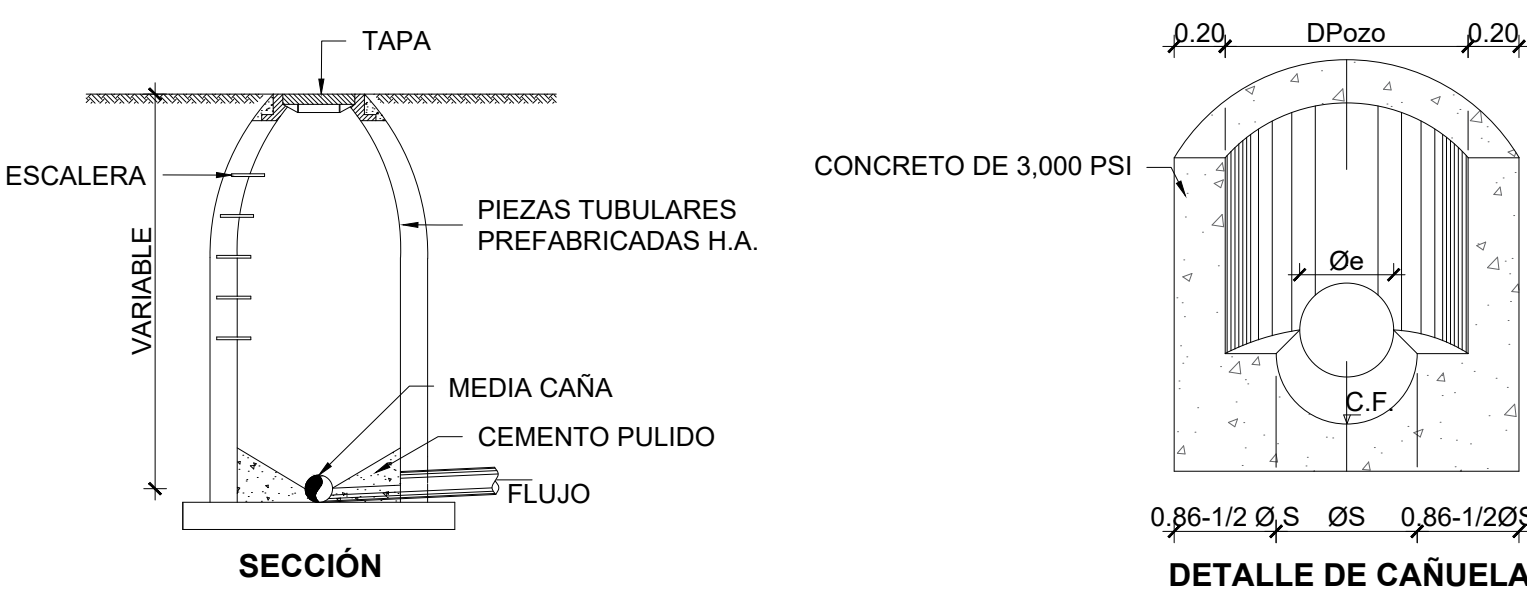 TAPA
ESCALERA
PIEZAS TUBULARES
PREFABRICADAS H.A.
VARIABLE
MEDIA CAÑA
CEMENTO PULIDO
FLUJO
SECCIÓN
0.20 DPozo 0.20
CONCRETO DE 3,000 PSI
Øe
C.F.
0.86-1/2 Ø S ØS 0.86-1/2ØS
DETALLE DE CAÑUELA